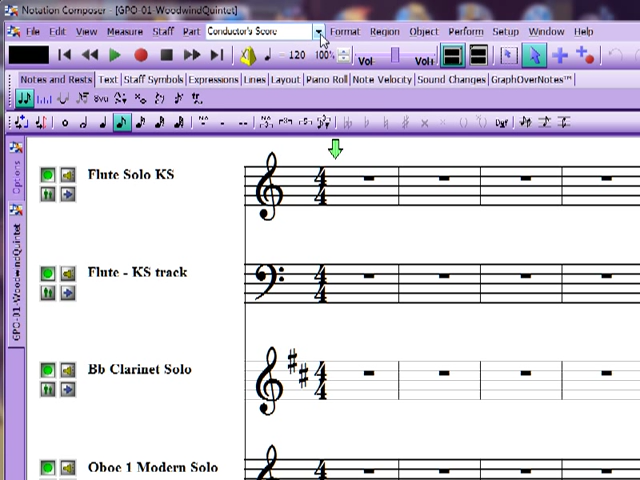 Notation Composer - [GPO-01-WoodwindQuintet]
File Edit View Measure Staff Part Conductor's Score Format Region Object Perform Setup Window Help
= 120 100% Vol Vol+
Notes and Rests Text Staff Symbols Expressions Lines Layout Piano Roll Note Velocity Sound Changes GraphOverNotes™
8vu
Options
GPO-01-WoodwindQuintet
Flute Solo KS
Flute - KS track
Bb Clarinet Solo
Oboe 1 Modern Solo